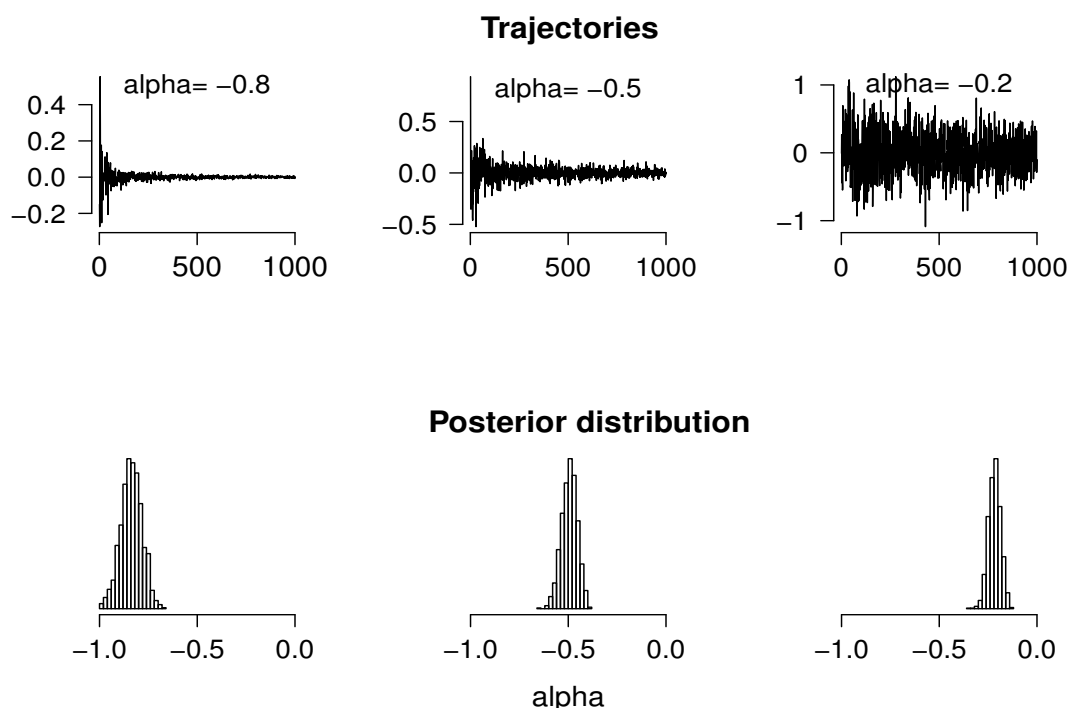 Trajectories
alpha= −0.8
alpha= −0.5
alpha= −0.2
0.4
0.2
0.0
−0.2
0 500 1000
0.5
0.0
−0.5
0 500 1000
1
0
−1
0 500 1000
Posterior distribution
−1.0 −0.5 0.0
−1.0 −0.5 0.0
−1.0 −0.5 0.0
alpha